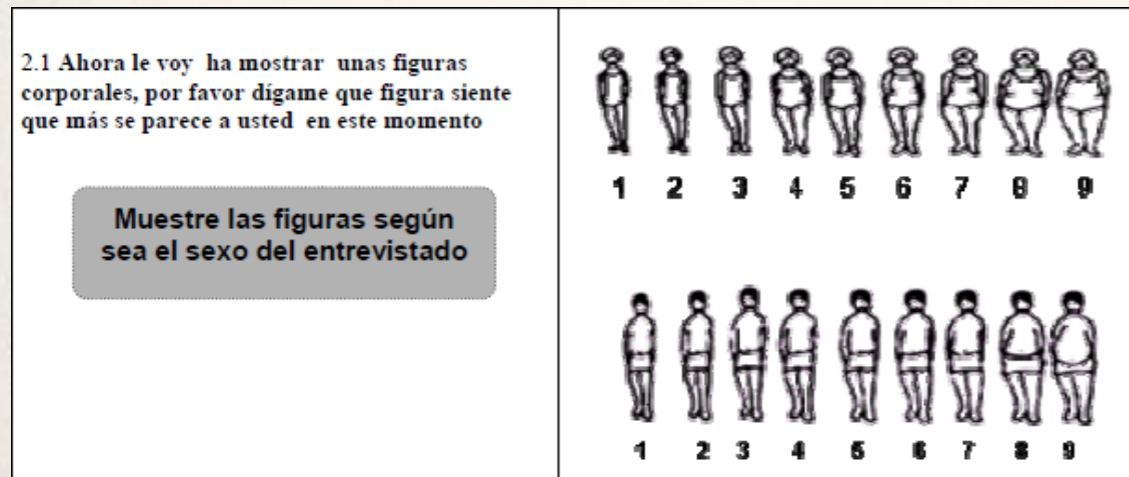 2.1 Ahora le voy ha mostrar unas figuras
corporales, por favor dígame que figura siente
que más se parece a usted en este momento
Muestre las figuras según
sea el sexo del entrevistado
1 2 3 4 5 6 7 8 9
1 2 3 4 5 6 7 8 9